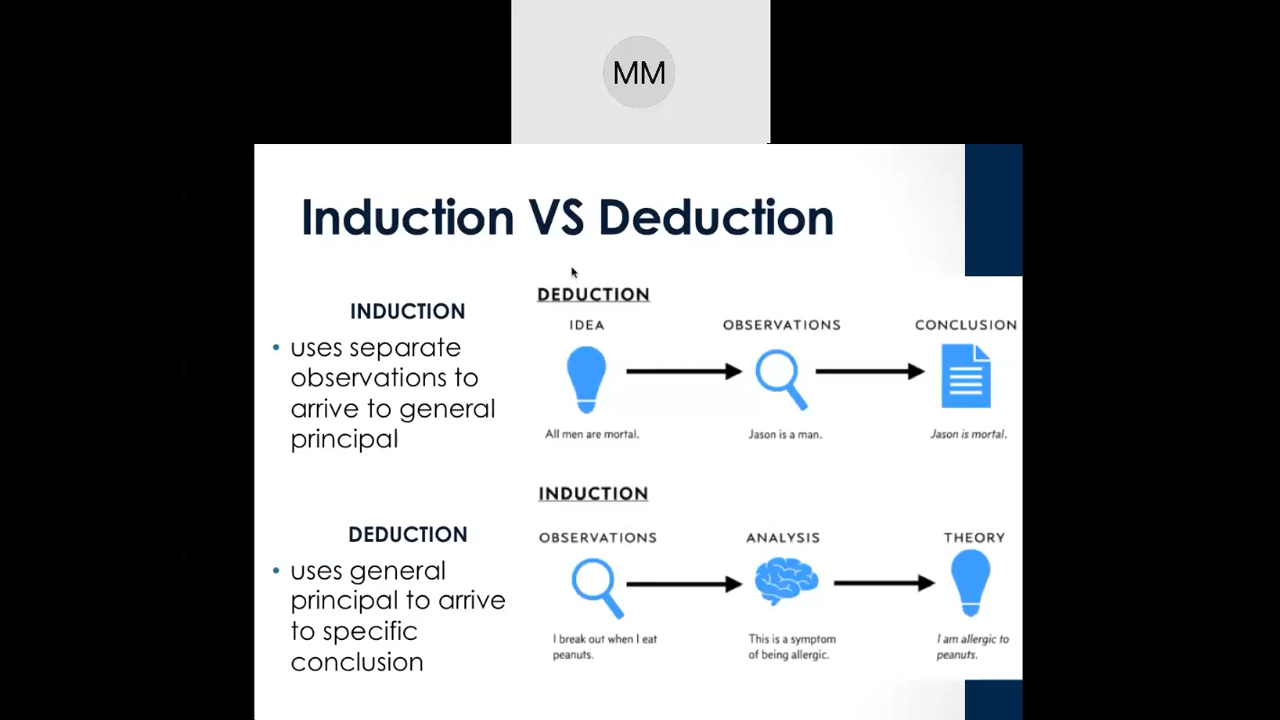 MM
Induction VS Deduction
INDUCTION
• uses separate
observations to
arrive to general
principal
DEDUCTION
• uses general
principal to arrive
to specific
conclusion
DEDUCTION
IDEA OBSERVATIONS CONCLUSION
All men are mortal. Jason is a man. Jason is mortal.
INDUCTION
OBSERVATIONS ANALYSIS THEORY
I break out when I eat This is a symptom I am allergic to
peanuts. of being allergic. peanuts.